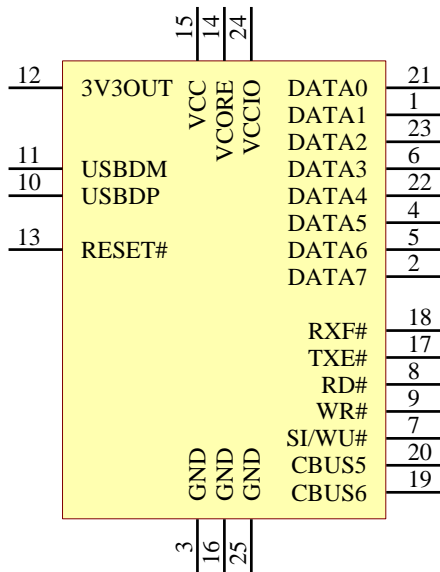 15 14 24
12 3V3OUT VCC VCORE VCCIO DATA0 21
DATA1 1
DATA2 23
11 USBDM DATA3 6
10 USBDP DATA4 22
DATA5 4
13 RESET# DATA6 5
DATA7 2
RXF# 18
TXE# 17
RD# 8
WR# 9
SI/WU# 7
CBUS5 20
CBUS6 19
GND GND GND
3 16 25